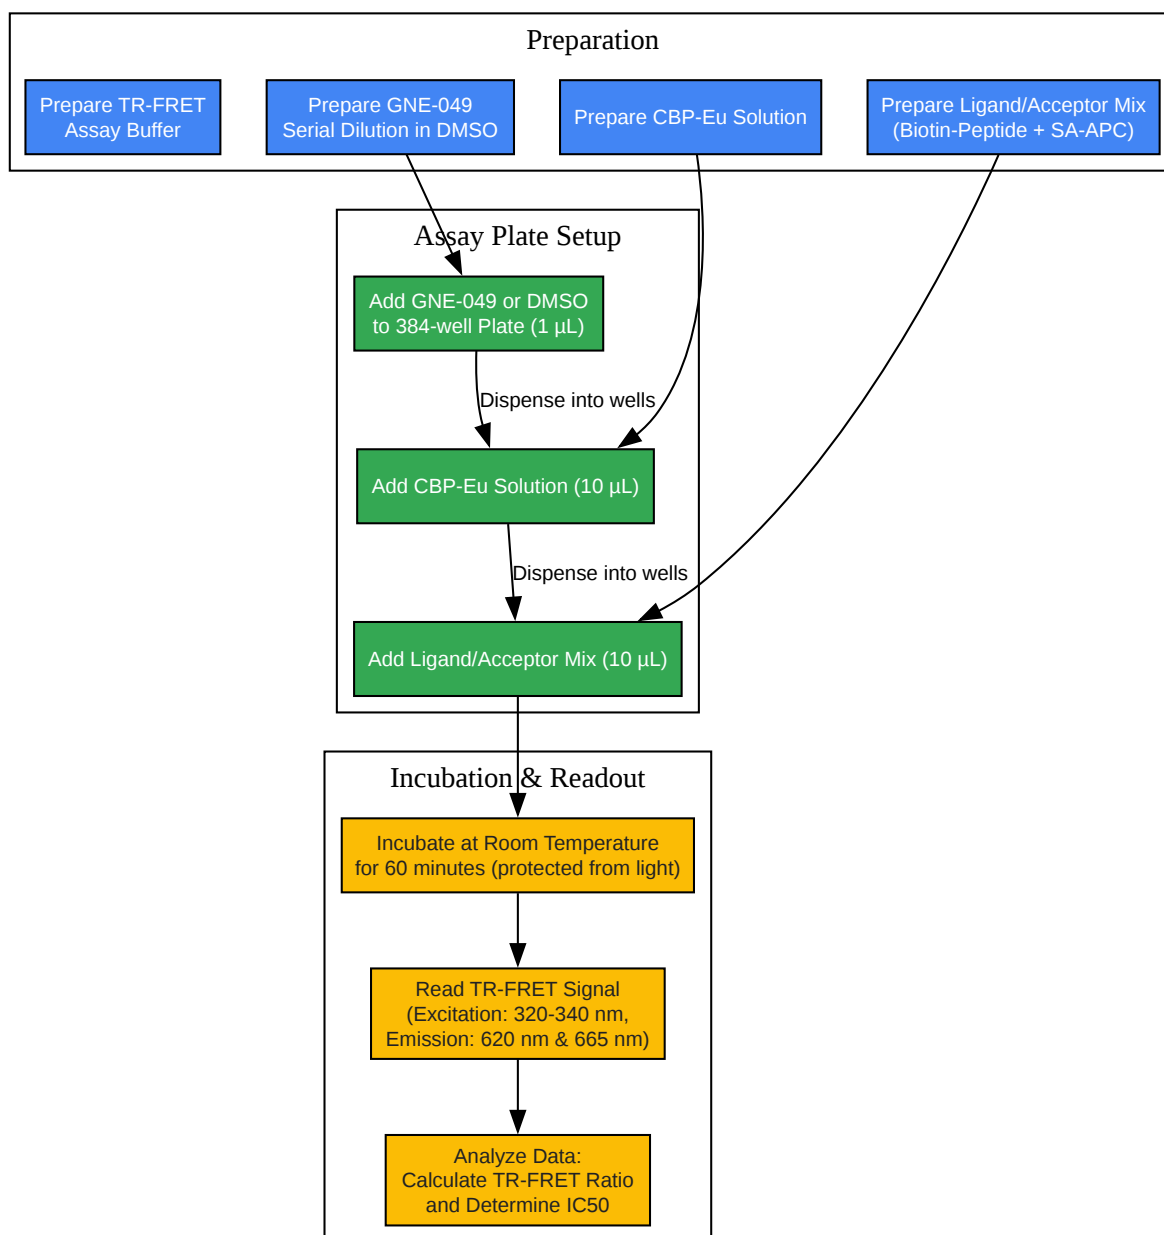 Preparation
Prepare TR-FRET
Assay Buffer
Prepare GNE-049
Serial Dilution in DMSO
Prepare CBP-Eu Solution
Prepare Ligand/Acceptor Mix
(Biotin-Peptide + SA-APC)
Assay Plate Setup
Add GNE-049 or DMSO
to 384-well Plate (1 µL)
Dispense into wells
Add CBP-Eu Solution (10 µL)
Dispense into wells
Add Ligand/Acceptor Mix (10 µL)
Incubation & Readout
Incubate at Room Temperature
for 60 minutes (protected from light)
Read TR-FRET Signal
(Excitation: 320-340 nm,
Emission: 620 nm & 665 nm)
Analyze Data:
Calculate TR-FRET Ratio
and Determine IC50